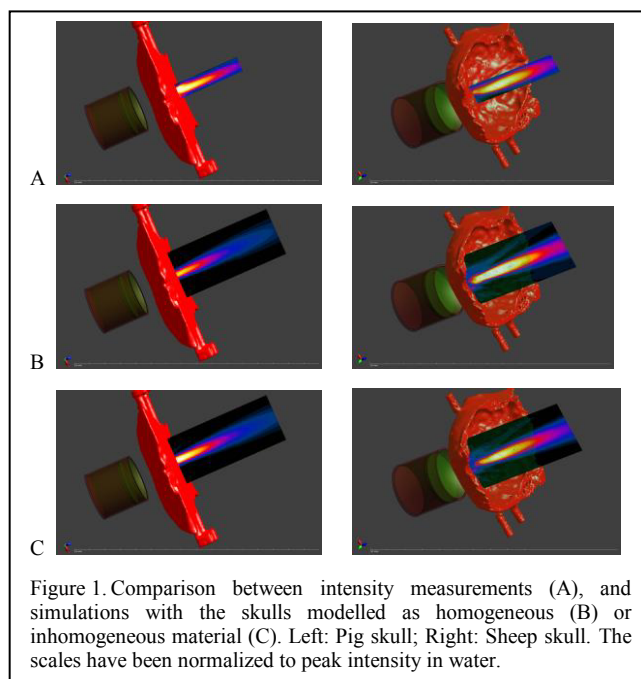 A
B
C
Figure 1. Comparison between intensity measurements (A), and
simulations with the skulls modelled as homogeneous (B) or
inhomogeneous material (C). Left: Pig skull; Right: Sheep skull. The
scales have been normalized to peak intensity in water.